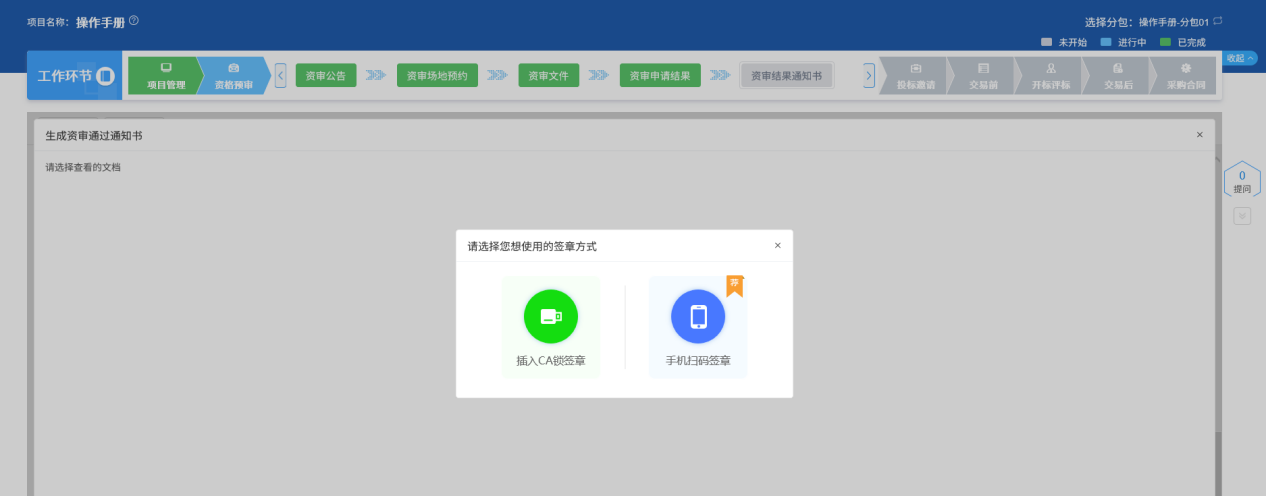 项目名称: 操作手册
选择分包: 操作手册-分包01
未开始 进行中 已完成
工作环节
项目管理 资格预审 资审公告 资审场地预约 资审文件 资审申请结果 资审结果通知书 投标邀请 交易前 开标评标 交易后 采购合同
收起
生成资审通过通知书
请选择查看的文档
0
提问
请选择您想使用的签章方式
荐
插入CA锁签章 手机扫码签章